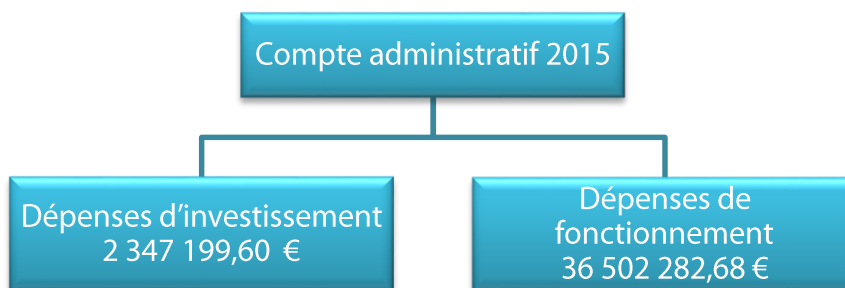 Compte administratif 2015
Dépenses d’investissement
2 347 199,60 €
Dépenses de
fonctionnement
36 502 282,68 €